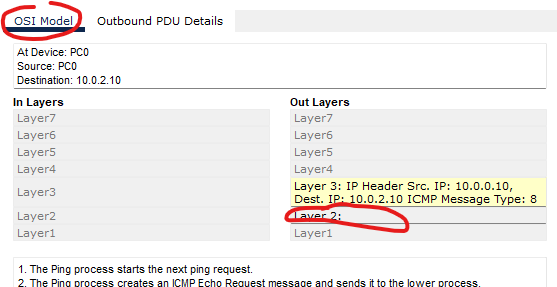 OSI Model Outbound PDU Details
At Device: PC0
Source: PC0
Destination: 10.0.2.10
In Layers Out Layers
Layer7 Layer7
Layer6 Layer6
Layer5 Layer5
Layer4 Layer4
Layer3 Layer 3: IP Header Src. IP: 10.0.0.10,
Dest. IP: 10.0.2.10 ICMP Message Type: 8
Layer2 Layer 2:
Layer1 Layer1
1. The Ping process starts the next ping request.
2. The Ping process creates an ICMP Echo Request message and sends it to the lower process.